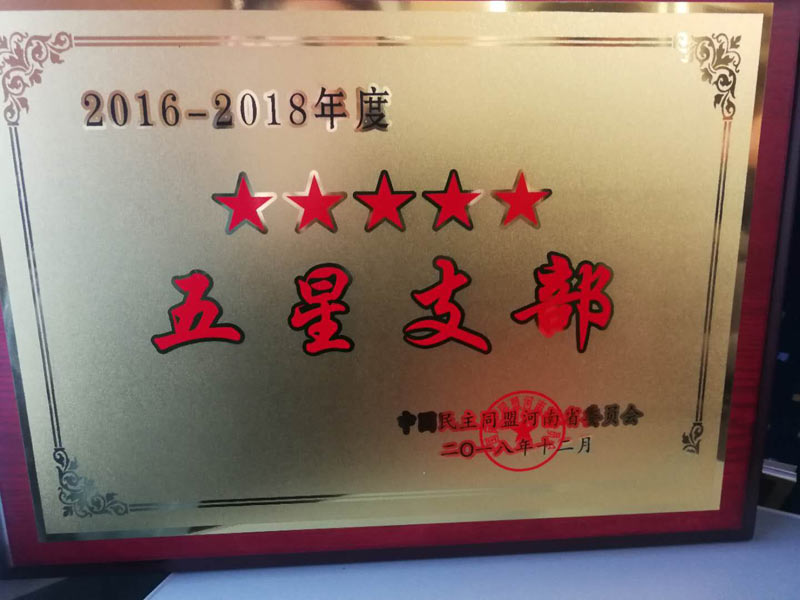 2016-2018年度
五星支部
中国民主同盟河南省委员会
二〇一八年十二月